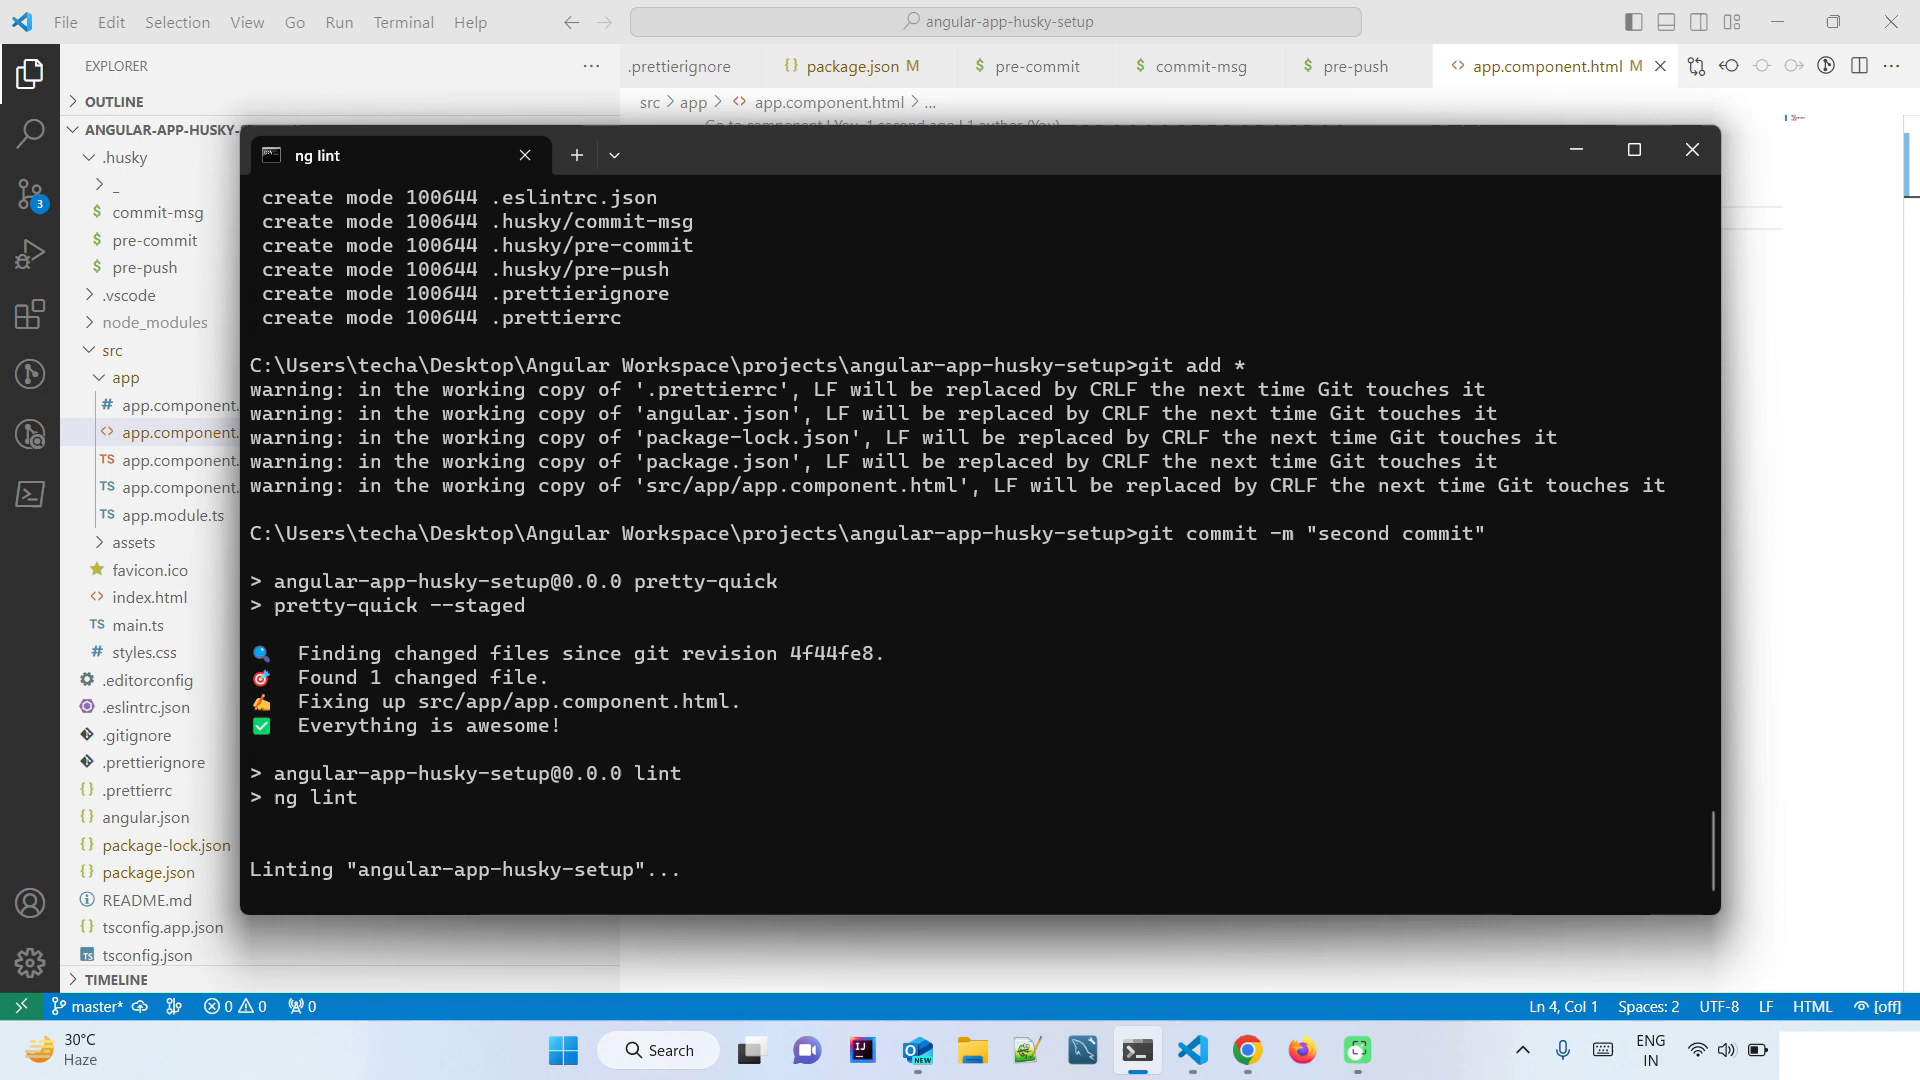 File Edit Selection View Go Run Terminal Help
angular-app-husky-setup
EXPLORER
.prettierignore
package.json M
pre-commit
commit-msg
pre-push
app.component.html M
OUTLINE
src > app > app.component.html > ...
ANGULAR-APP-HUSKY-
.husky
_
commit-msg
pre-commit
pre-push
.vscode
node_modules
src
app
app.component.
app.component.
app.component.
app.component.
app.module.ts
assets
favicon.ico
index.html
main.ts
styles.css
.editorconfig
.eslintrc.json
.gitignore
.prettierignore
.prettierrc
angular.json
package-lock.json
package.json
README.md
tsconfig.app.json
tsconfig.json
TIMELINE
3
Go to component | You, 1 second ago | 1 author (You)
ng lint
create mode 100644 .eslintrc.json
create mode 100644 .husky/commit-msg
create mode 100644 .husky/pre-commit
create mode 100644 .husky/pre-push
create mode 100644 .prettierignore
create mode 100644 .prettierrc
C:\Users\techa\Desktop\Angular Workspace\projects\angular-app-husky-setup>git add *
warning: in the working copy of '.prettierrc', LF will be replaced by CRLF the next time Git touches it
warning: in the working copy of 'angular.json', LF will be replaced by CRLF the next time Git touches it
warning: in the working copy of 'package-lock.json', LF will be replaced by CRLF the next time Git touches it
warning: in the working copy of 'package.json', LF will be replaced by CRLF the next time Git touches it
warning: in the working copy of 'src/app/app.component.html', LF will be replaced by CRLF the next time Git touches it
C:\Users\techa\Desktop\Angular Workspace\projects\angular-app-husky-setup>git commit -m "second commit"
> angular-app-husky-setup@0.0.0 pretty-quick
> pretty-quick --staged
🔍 Finding changed files since git revision 4f44fe8.
🎯 Found 1 changed file.
✍ Fixing up src/app/app.component.html.
✅ Everything is awesome!
> angular-app-husky-setup@0.0.0 lint
> ng lint
Linting "angular-app-husky-setup"...
master* 0 0 0
Ln 4, Col 1 Spaces: 2 UTF-8 LF HTML [off]
30°C
Haze
Search
NEW
ENG
IN